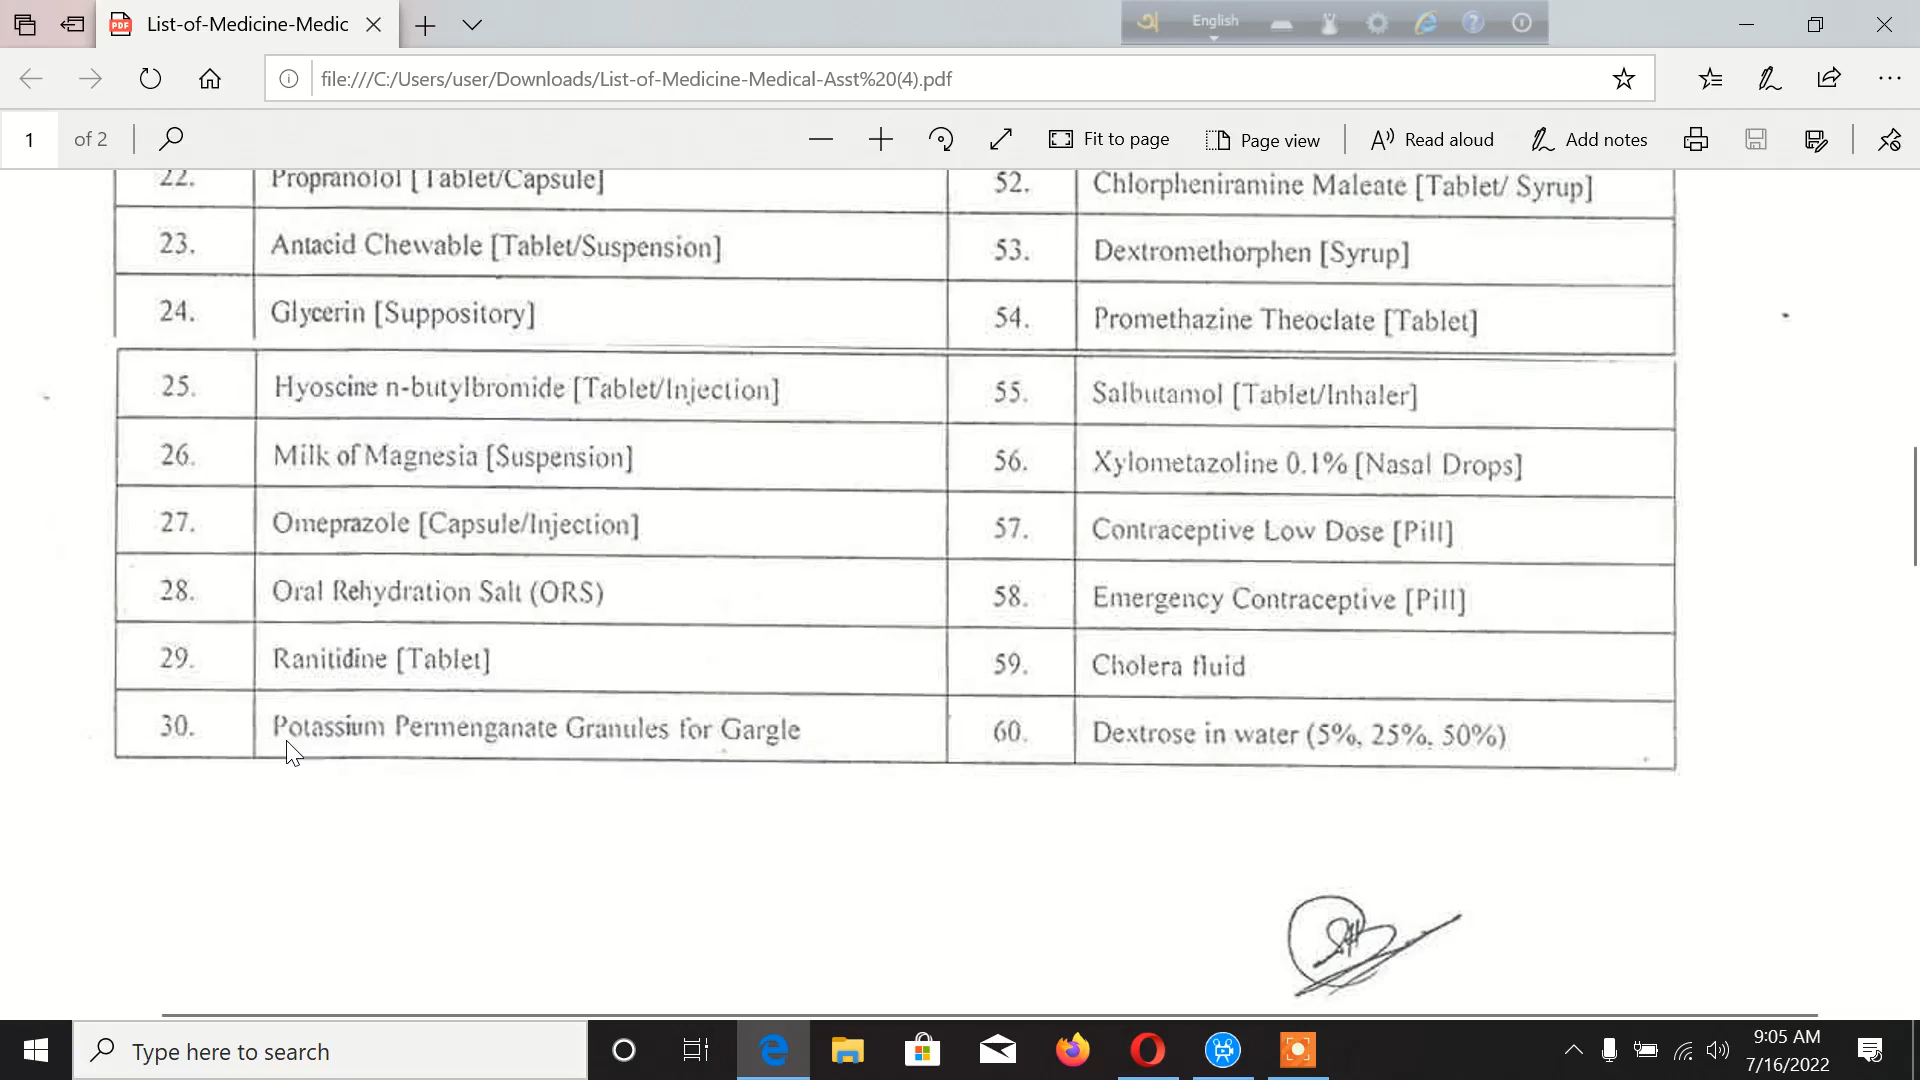 List-of-Medicine-Medic
English
file:///C:/Users/user/Downloads/List-of-Medicine-Medical-Asst%20(4).pdf
1 of 2
Fit to page
Page view
Read aloud
Add notes
22. Propranolol [Tablet/Capsule] 52. Chlorpheniramine Maleate [Tablet/ Syrup]
23. Antacid Chewable [Tablet/Suspension] 53. Dextromethorphen [Syrup]
24. Glycerin [Suppository] 54. Promethazine Theoclate [Tablet]
25. Hyoscine n-butylbromide [Tablet/Injection] 55. Salbutamol [Tablet/Inhaler]
26. Milk of Magnesia [Suspension] 56. Xylometazoline 0.1% [Nasal Drops]
27. Omeprazole [Capsule/Injection] 57. Contraceptive Low Dose [Pill]
28. Oral Rehydration Salt (ORS) 58. Emergency Contraceptive [Pill]
29. Ranitidine [Tablet] 59. Cholera fluid
30. Potassium Permenganate Granules for Gargle 60. Dextrose in water (5%, 25%, 50%)
Type here to search
9:05 AM
7/16/2022